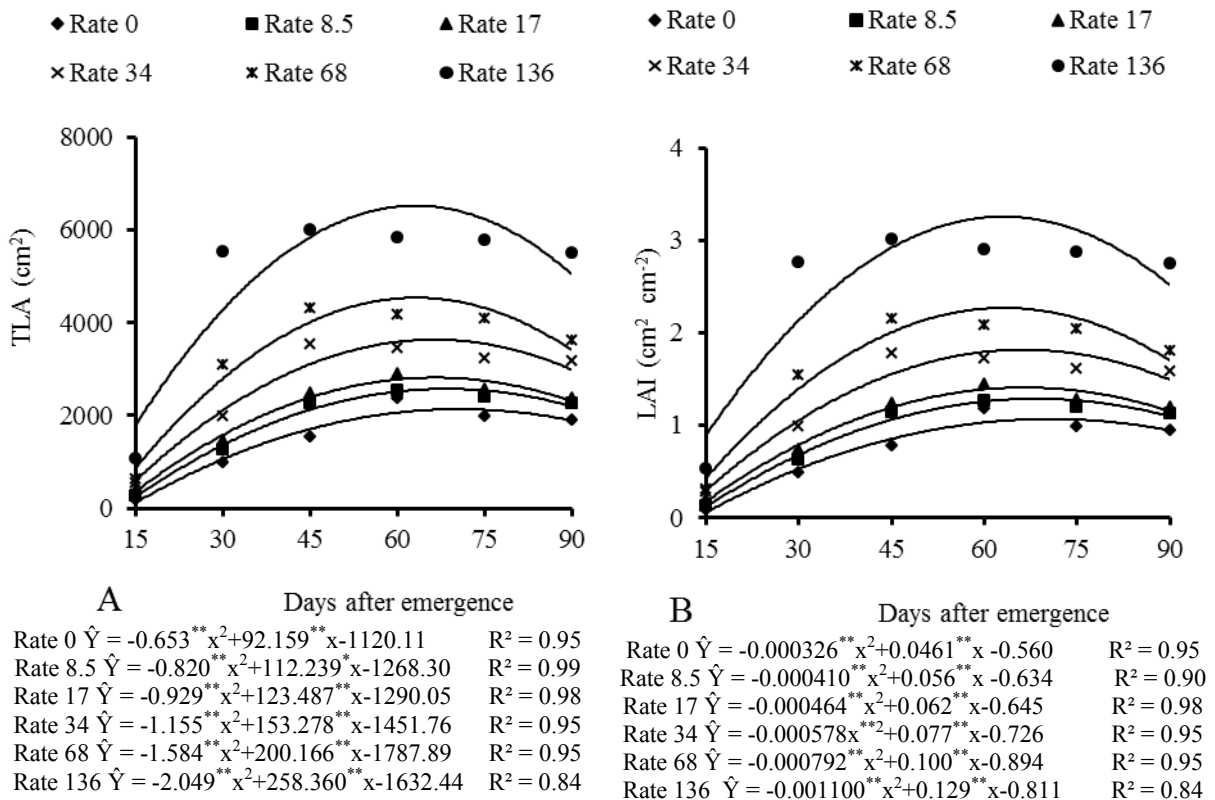 ◆ Rate 0 ■ Rate 8.5 ▲ Rate 17
× Rate 34 ж Rate 68 ● Rate 136
8000
6000
4000
2000
0
TLA (cm²)
15 30 45 60 75 90
A Days after emergence
Rate 0 Ŷ = -0.653**x²+92.159**x-1120.11 R² = 0.95
Rate 8.5 Ŷ = -0.820**x²+112.239*x-1268.30 R² = 0.99
Rate 17 Ŷ = -0.929**x²+123.487**x-1290.05 R² = 0.98
Rate 34 Ŷ = -1.155**x²+153.278**x-1451.76 R² = 0.95
Rate 68 Ŷ = -1.584**x²+200.166**x-1787.89 R² = 0.95
Rate 136 Ŷ = -2.049**x²+258.360**x-1632.44 R² = 0.84
◆ Rate 0 ■ Rate 8.5 ▲ Rate 17
× Rate 34 ж Rate 68 ● Rate 136
4
3
2
1
0
LAI (cm² cm⁻²)
15 30 45 60 75 90
B Days after emergence
Rate 0 Ŷ = -0.000326**x²+0.0461**x -0.560 R² = 0.95
Rate 8.5 Ŷ = -0.000410**x²+0.056**x -0.634 R² = 0.90
Rate 17 Ŷ = -0.000464**x²+0.062**x-0.645 R² = 0.98
Rate 34 Ŷ = -0.000578x**²+0.077**x-0.726 R² = 0.95
Rate 68 Ŷ = -0.000792**x²+0.100**x-0.894 R² = 0.95
Rate 136 Ŷ = -0.001100**x²+0.129**x-0.811 R² = 0.84